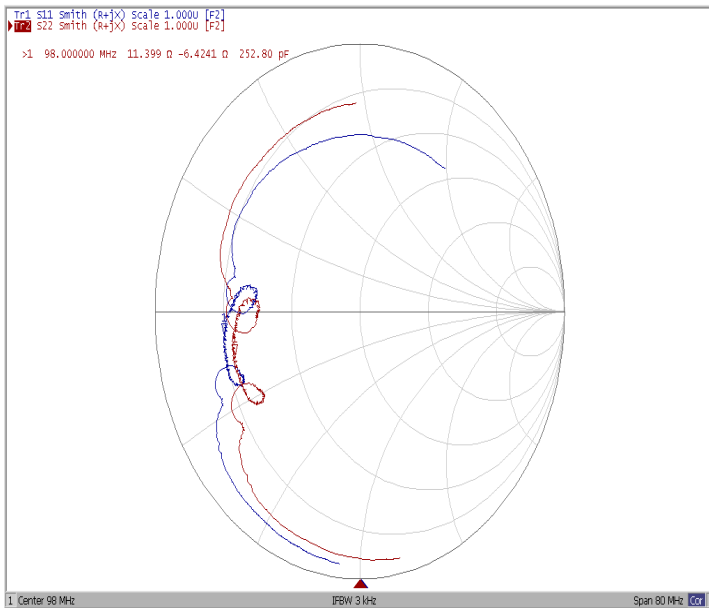 Tr1 S11 Smith (R+jX) Scale 1.000U [F2]
Tr2 S22 Smith (R+jX) Scale 1.000U [F2]
>1 98.000000 MHz 11.399 Ω -6.4241 Ω 252.80 pF
1 Center 98 MHz IFBW 3 kHz Span 80 MHz Cor